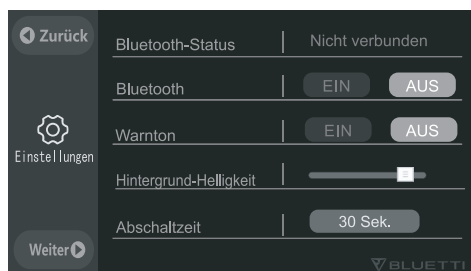 Zurück
Bluetooth-Status Nicht verbunden
Bluetooth EIN AUS
Warnton EIN AUS
Einstellungen
Hintergrund-Helligkeit
Abschaltzeit 30 Sek.
Weiter
BLUETTI